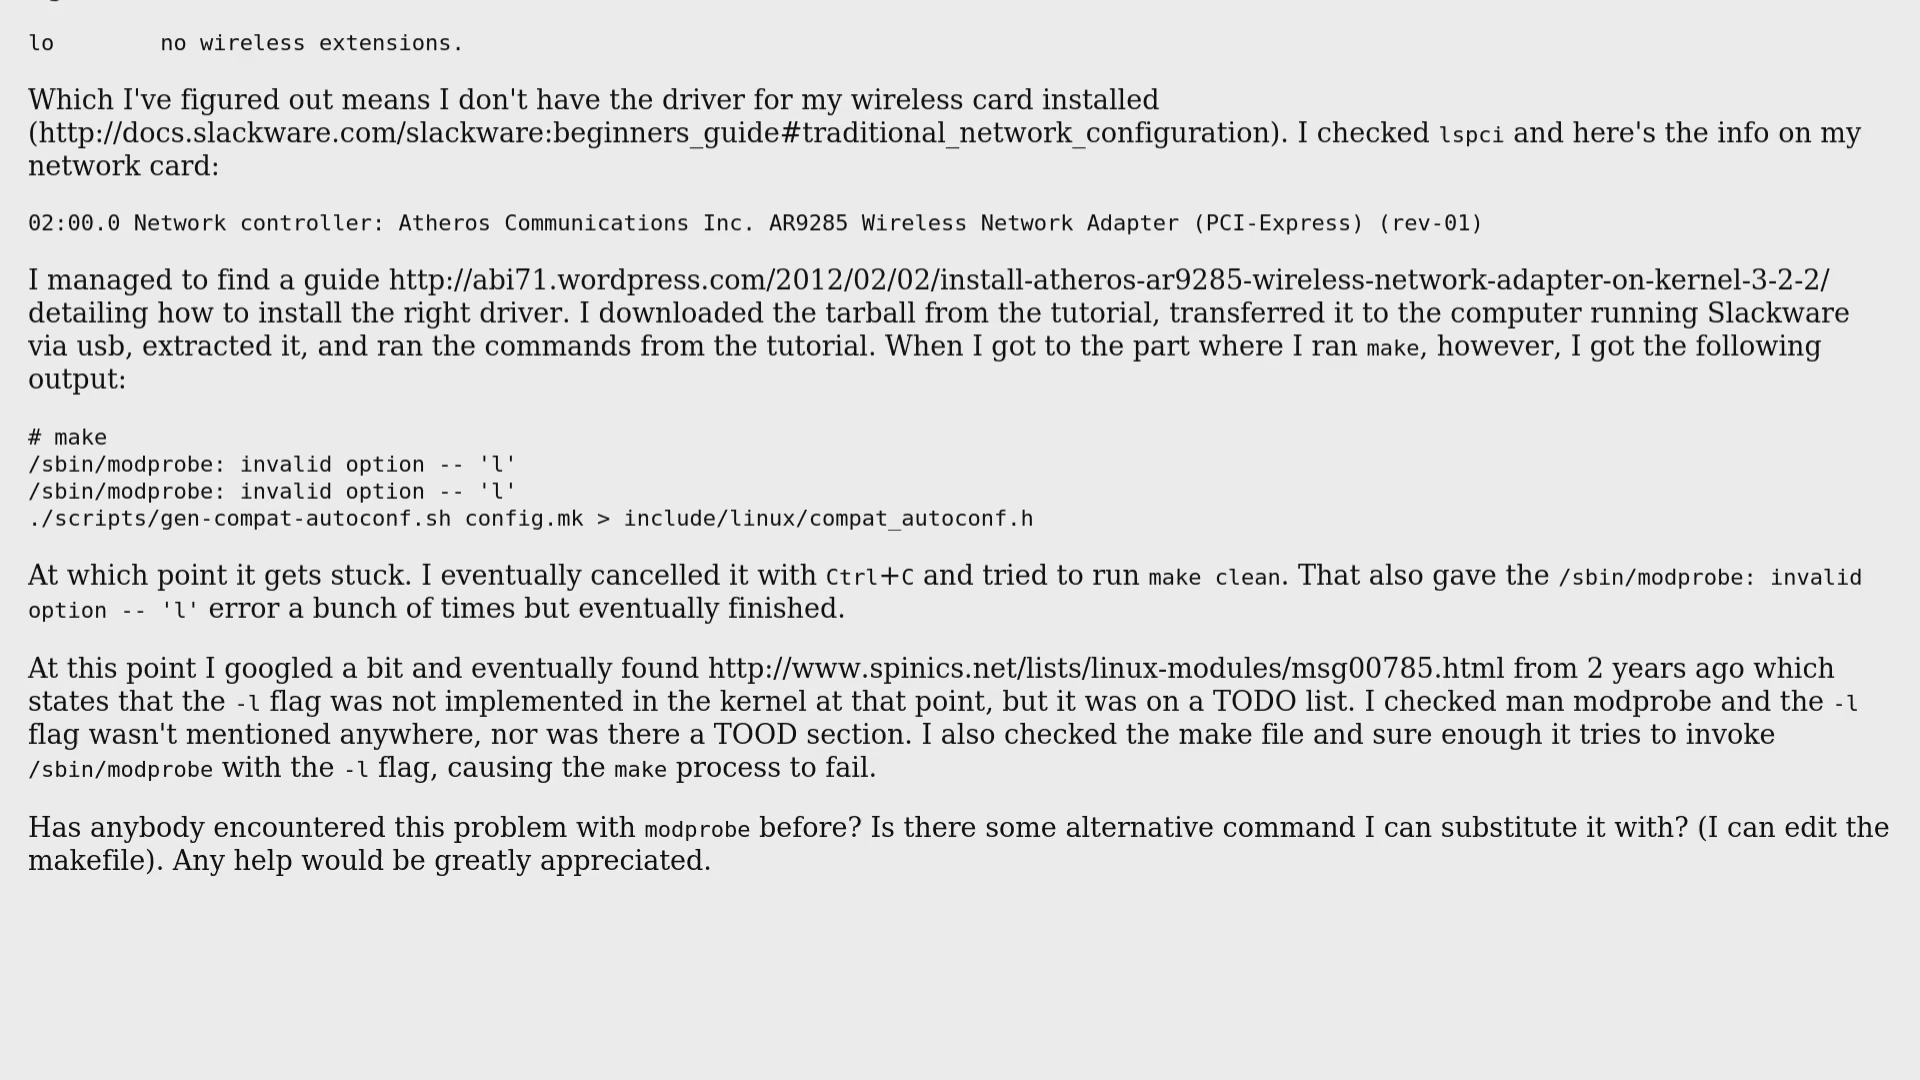 lo        no wireless extensions.
Which I've figured out means I don't have the driver for my wireless card installed
(http://docs.slackware.com/slackware:beginners_guide#traditional_network_configuration). I checked lspci and here's the info on my
network card:
02:00.0 Network controller: Atheros Communications Inc. AR9285 Wireless Network Adapter (PCI-Express) (rev-01)
I managed to find a guide http://abi71.wordpress.com/2012/02/02/install-atheros-ar9285-wireless-network-adapter-on-kernel-3-2-2/
detailing how to install the right driver. I downloaded the tarball from the tutorial, transferred it to the computer running Slackware
via usb, extracted it, and ran the commands from the tutorial. When I got to the part where I ran make, however, I got the following
output:
# make
/sbin/modprobe: invalid option -- 'l'
/sbin/modprobe: invalid option -- 'l'
./scripts/gen-compat-autoconf.sh config.mk > include/linux/compat_autoconf.h
At which point it gets stuck. I eventually cancelled it with Ctrl+C and tried to run make clean. That also gave the /sbin/modprobe: invalid
option -- 'l' error a bunch of times but eventually finished.
At this point I googled a bit and eventually found http://www.spinics.net/lists/linux-modules/msg00785.html from 2 years ago which
states that the -l flag was not implemented in the kernel at that point, but it was on a TODO list. I checked man modprobe and the -l
flag wasn't mentioned anywhere, nor was there a TOOD section. I also checked the make file and sure enough it tries to invoke
/sbin/modprobe with the -l flag, causing the make process to fail.
Has anybody encountered this problem with modprobe before? Is there some alternative command I can substitute it with? (I can edit the
makefile). Any help would be greatly appreciated.